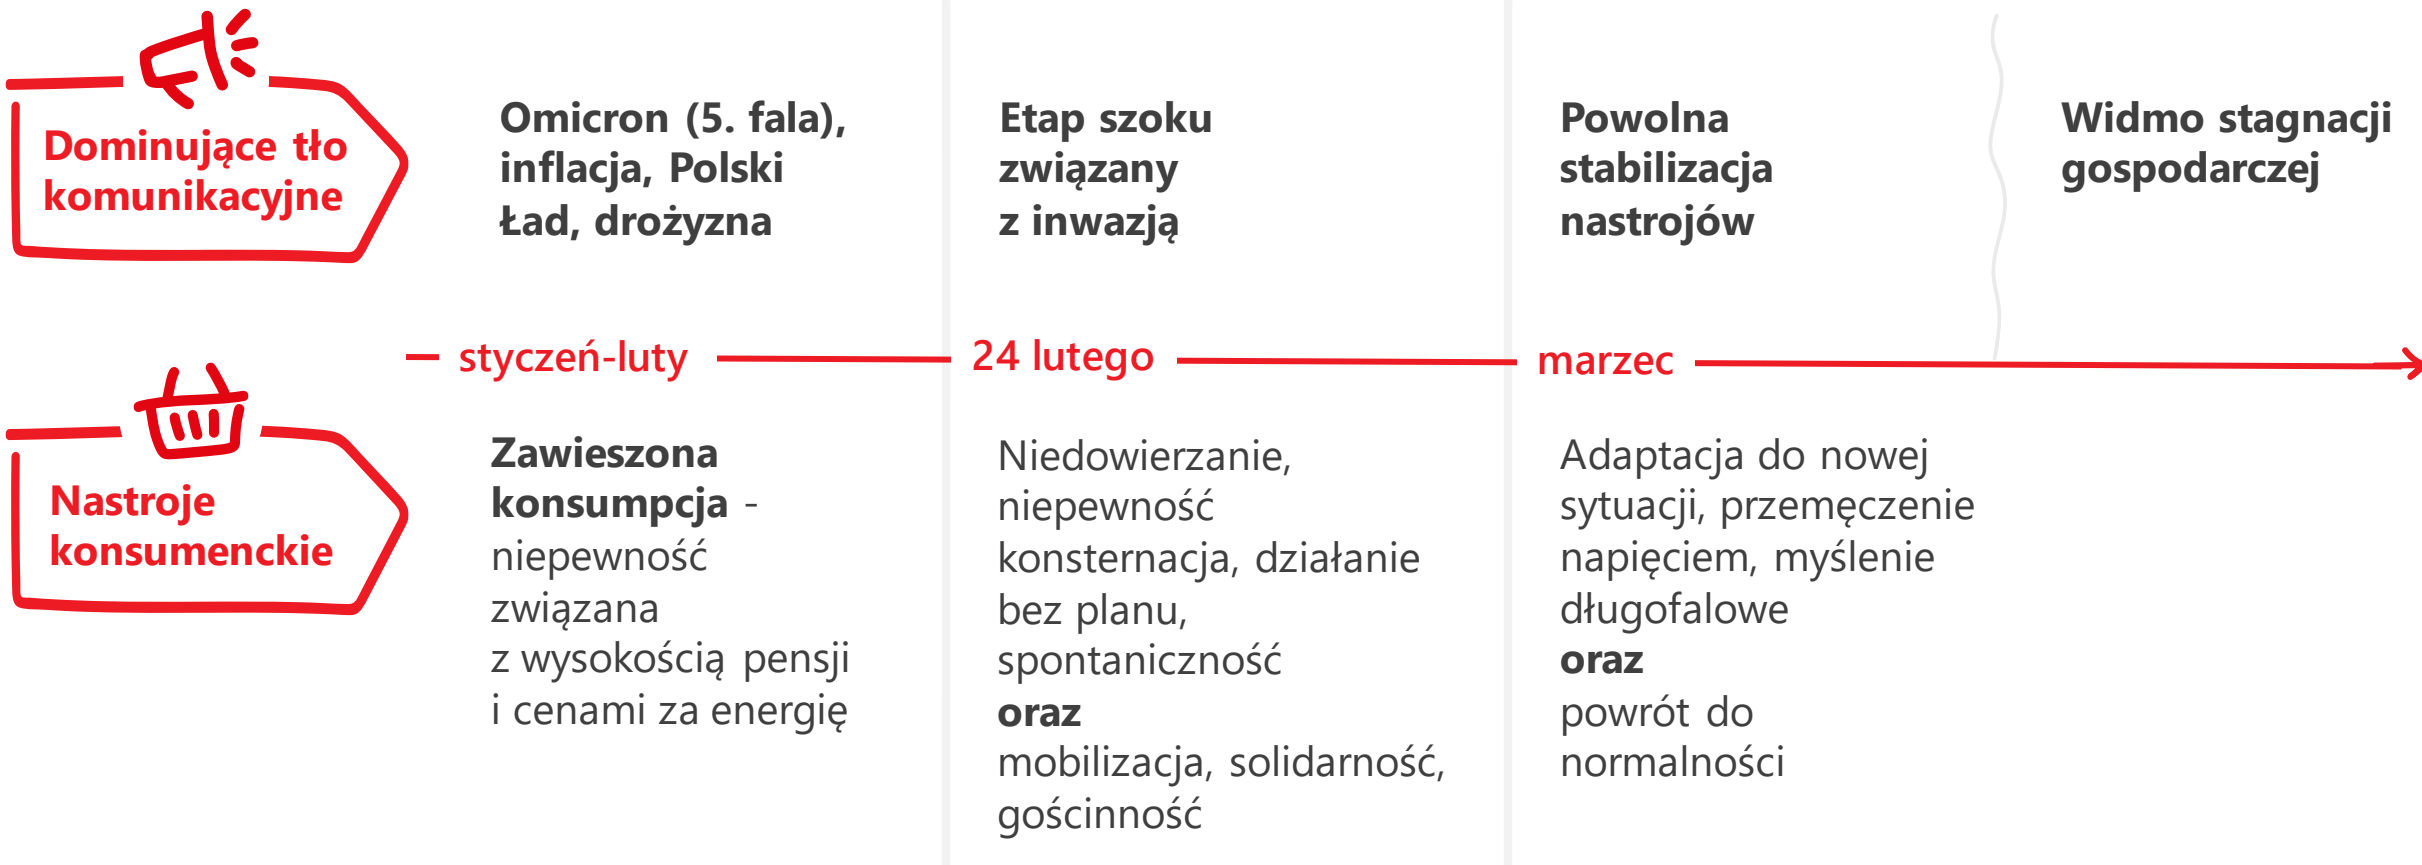 Dominujące tło
komunikacyjne
Omicron (5. fala),
inflacja, Polski
Ład, drożyzna
Etap szoku
związany
z inwazją
Powolna
stabilizacja
nastrojów
Widmo stagnacji
gospodarczej
styczeń-luty
24 lutego
marzec
Nastroje
konsumenckie
Zawieszona
konsumpcja -
niepewność
związana
z wysokością pensji
i cenami za energię
Niedowierzanie,
niepewność
konsternacja, działanie
bez planu,
spontaniczność
oraz
mobilizacja, solidarność,
gościnność
Adaptacja do nowej
sytuacji, przemęczenie
napięciem, myślenie
długofalowe
oraz
powrót do
normalności